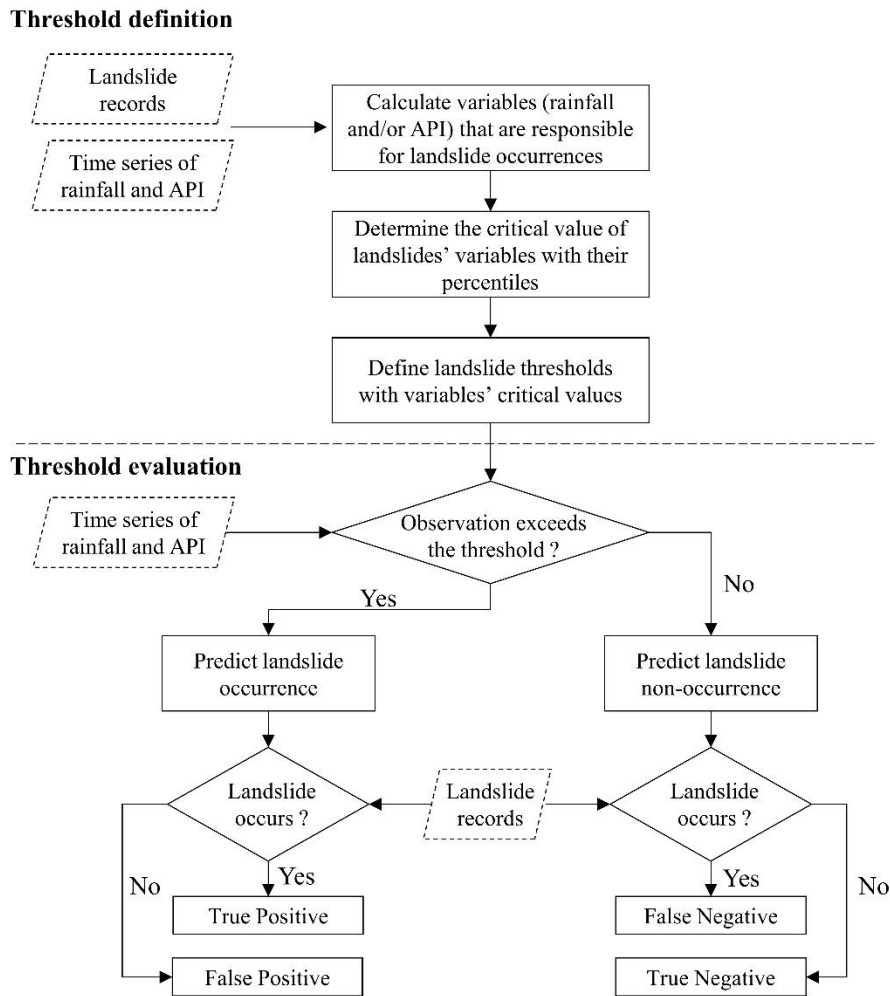 Threshold definition
Landslide
records
Time series of
rainfall and API
Calculate variables (rainfall
and/or API) that are responsible
for landslide occurrences
Determine the critical value of
landslides’ variables with their
percentiles
Define landslide thresholds
with variables’ critical values
Threshold evaluation
Time series of
rainfall and API
Observation exceeds
the threshold ?
Yes
No
Predict landslide
occurrence
Predict landslide
non-occurrence
Landslide
occurs ?
Landslide
records
Landslide
occurs ?
No
Yes
Yes
No
True Positive
False Negative
False Positive
True Negative